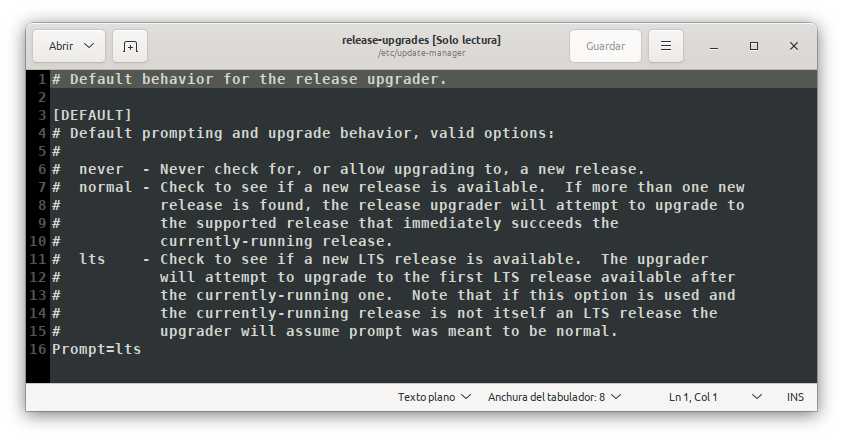 Abrir
release-upgrades [Solo lectura]
/etc/update-manager
Guardar
1 # Default behavior for the release upgrader.
2
3 [DEFAULT]
4 # Default prompting and upgrade behavior, valid options:
5 #
6 #  never  - Never check for, or allow upgrading to, a new release.
7 #  normal - Check to see if a new release is available.  If more than one new
8 #           release is found, the release upgrader will attempt to upgrade to
9 #           the supported release that immediately succeeds the
10 #           currently-running release.
11 #  lts    - Check to see if a new LTS release is available.  The upgrader
12 #           will attempt to upgrade to the first LTS release available after
13 #           the currently-running one.  Note that if this option is used and
14 #           the currently-running release is not itself an LTS release the
15 #           upgrader will assume prompt was meant to be normal.
16 Prompt=lts
Texto plano Anchura del tabulador: 8 Ln 1, Col 1 INS